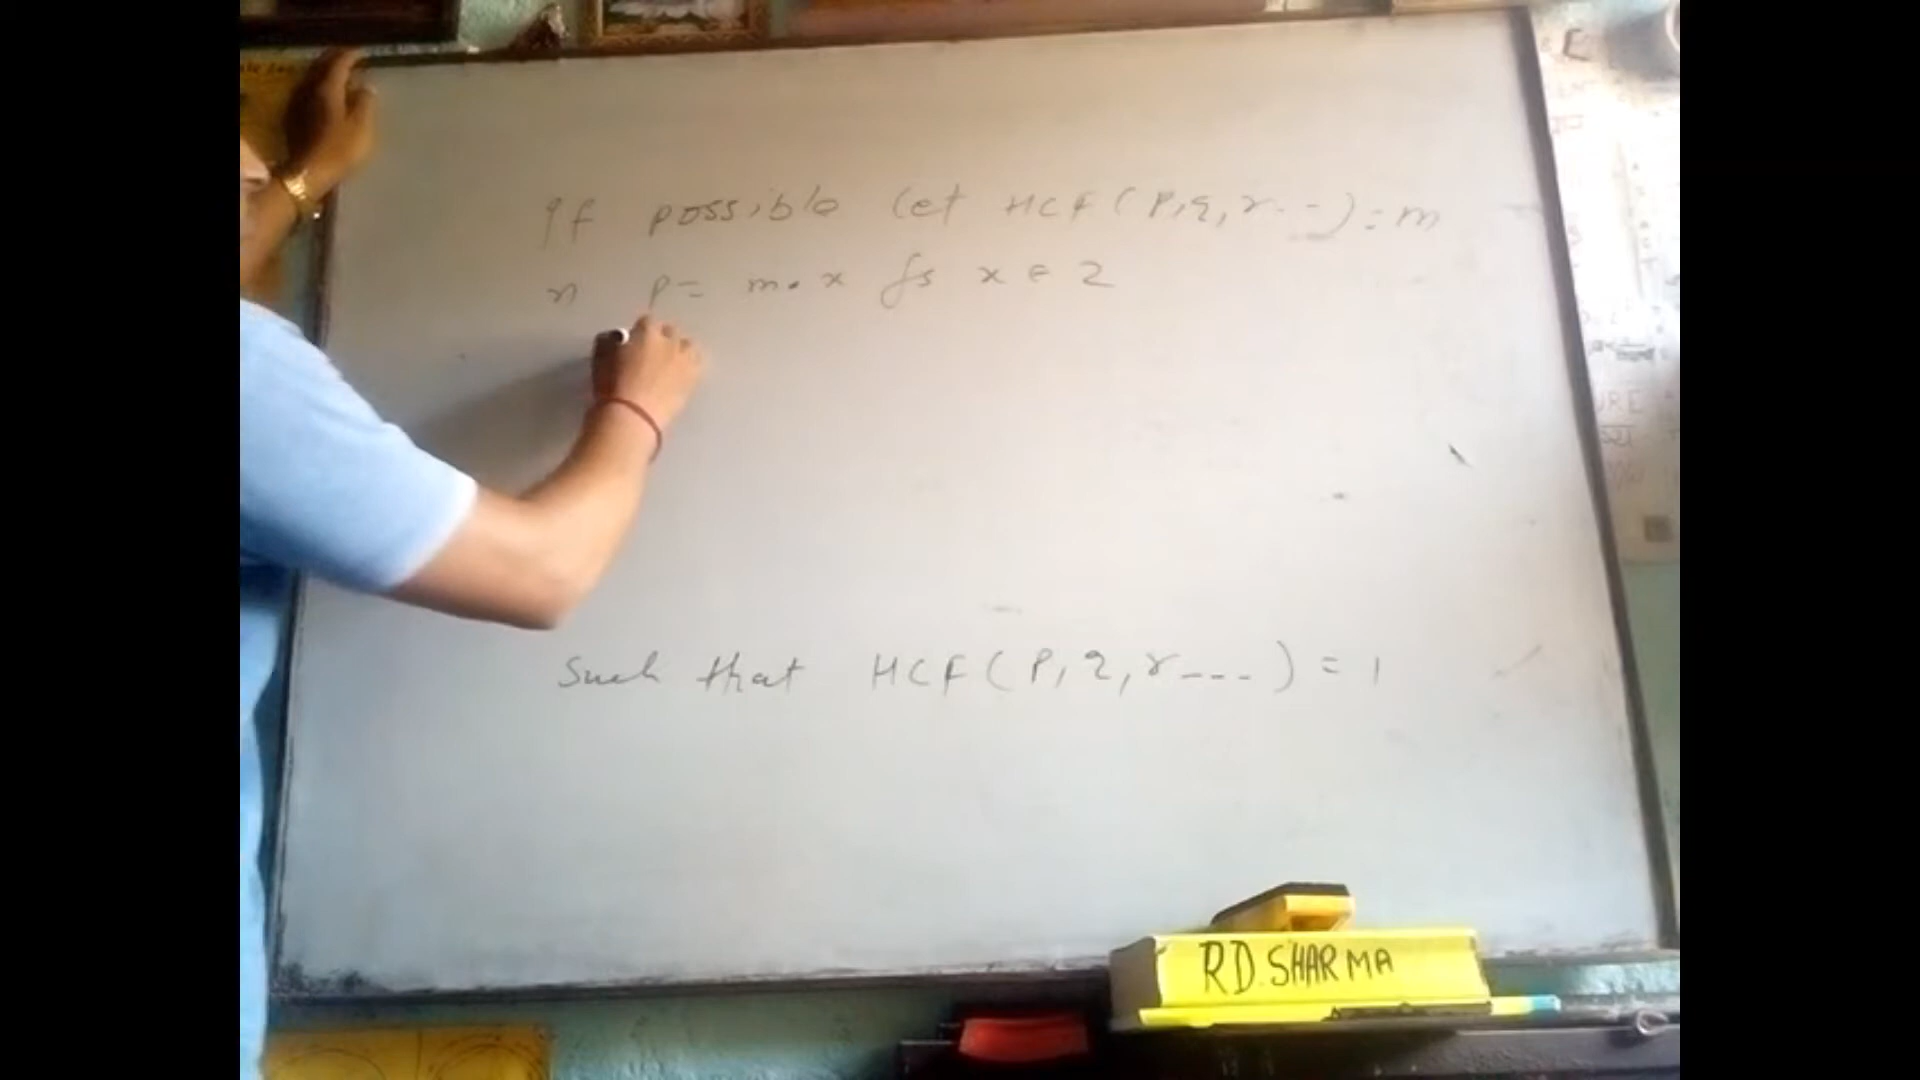 If possible let HCF(P,q,r..-)=m
P= m.x fs x ∈ Z
Such that HCF(P,q,r---)=1
RD.SHARMA